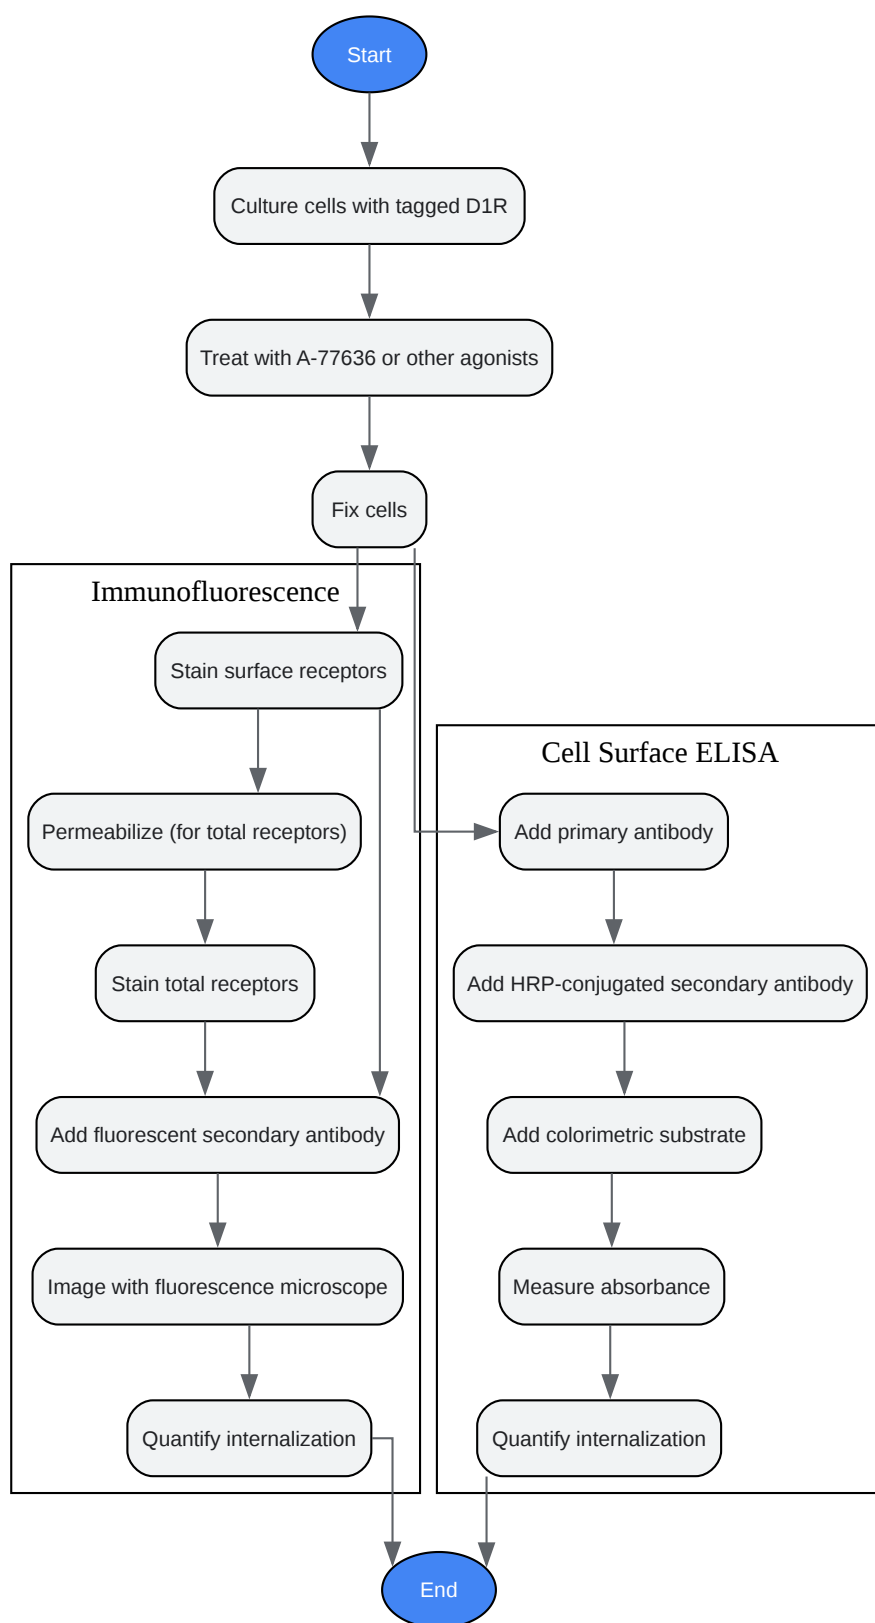 Start
Culture cells with tagged D1R
Treat with A-77636 or other agonists
Fix cells
Immunofluorescence
Stain surface receptors
Permeabilize (for total receptors)
Stain total receptors
Add fluorescent secondary antibody
Image with fluorescence microscope
Quantify internalization
Cell Surface ELISA
Add primary antibody
Add HRP-conjugated secondary antibody
Add colorimetric substrate
Measure absorbance
Quantify internalization
End